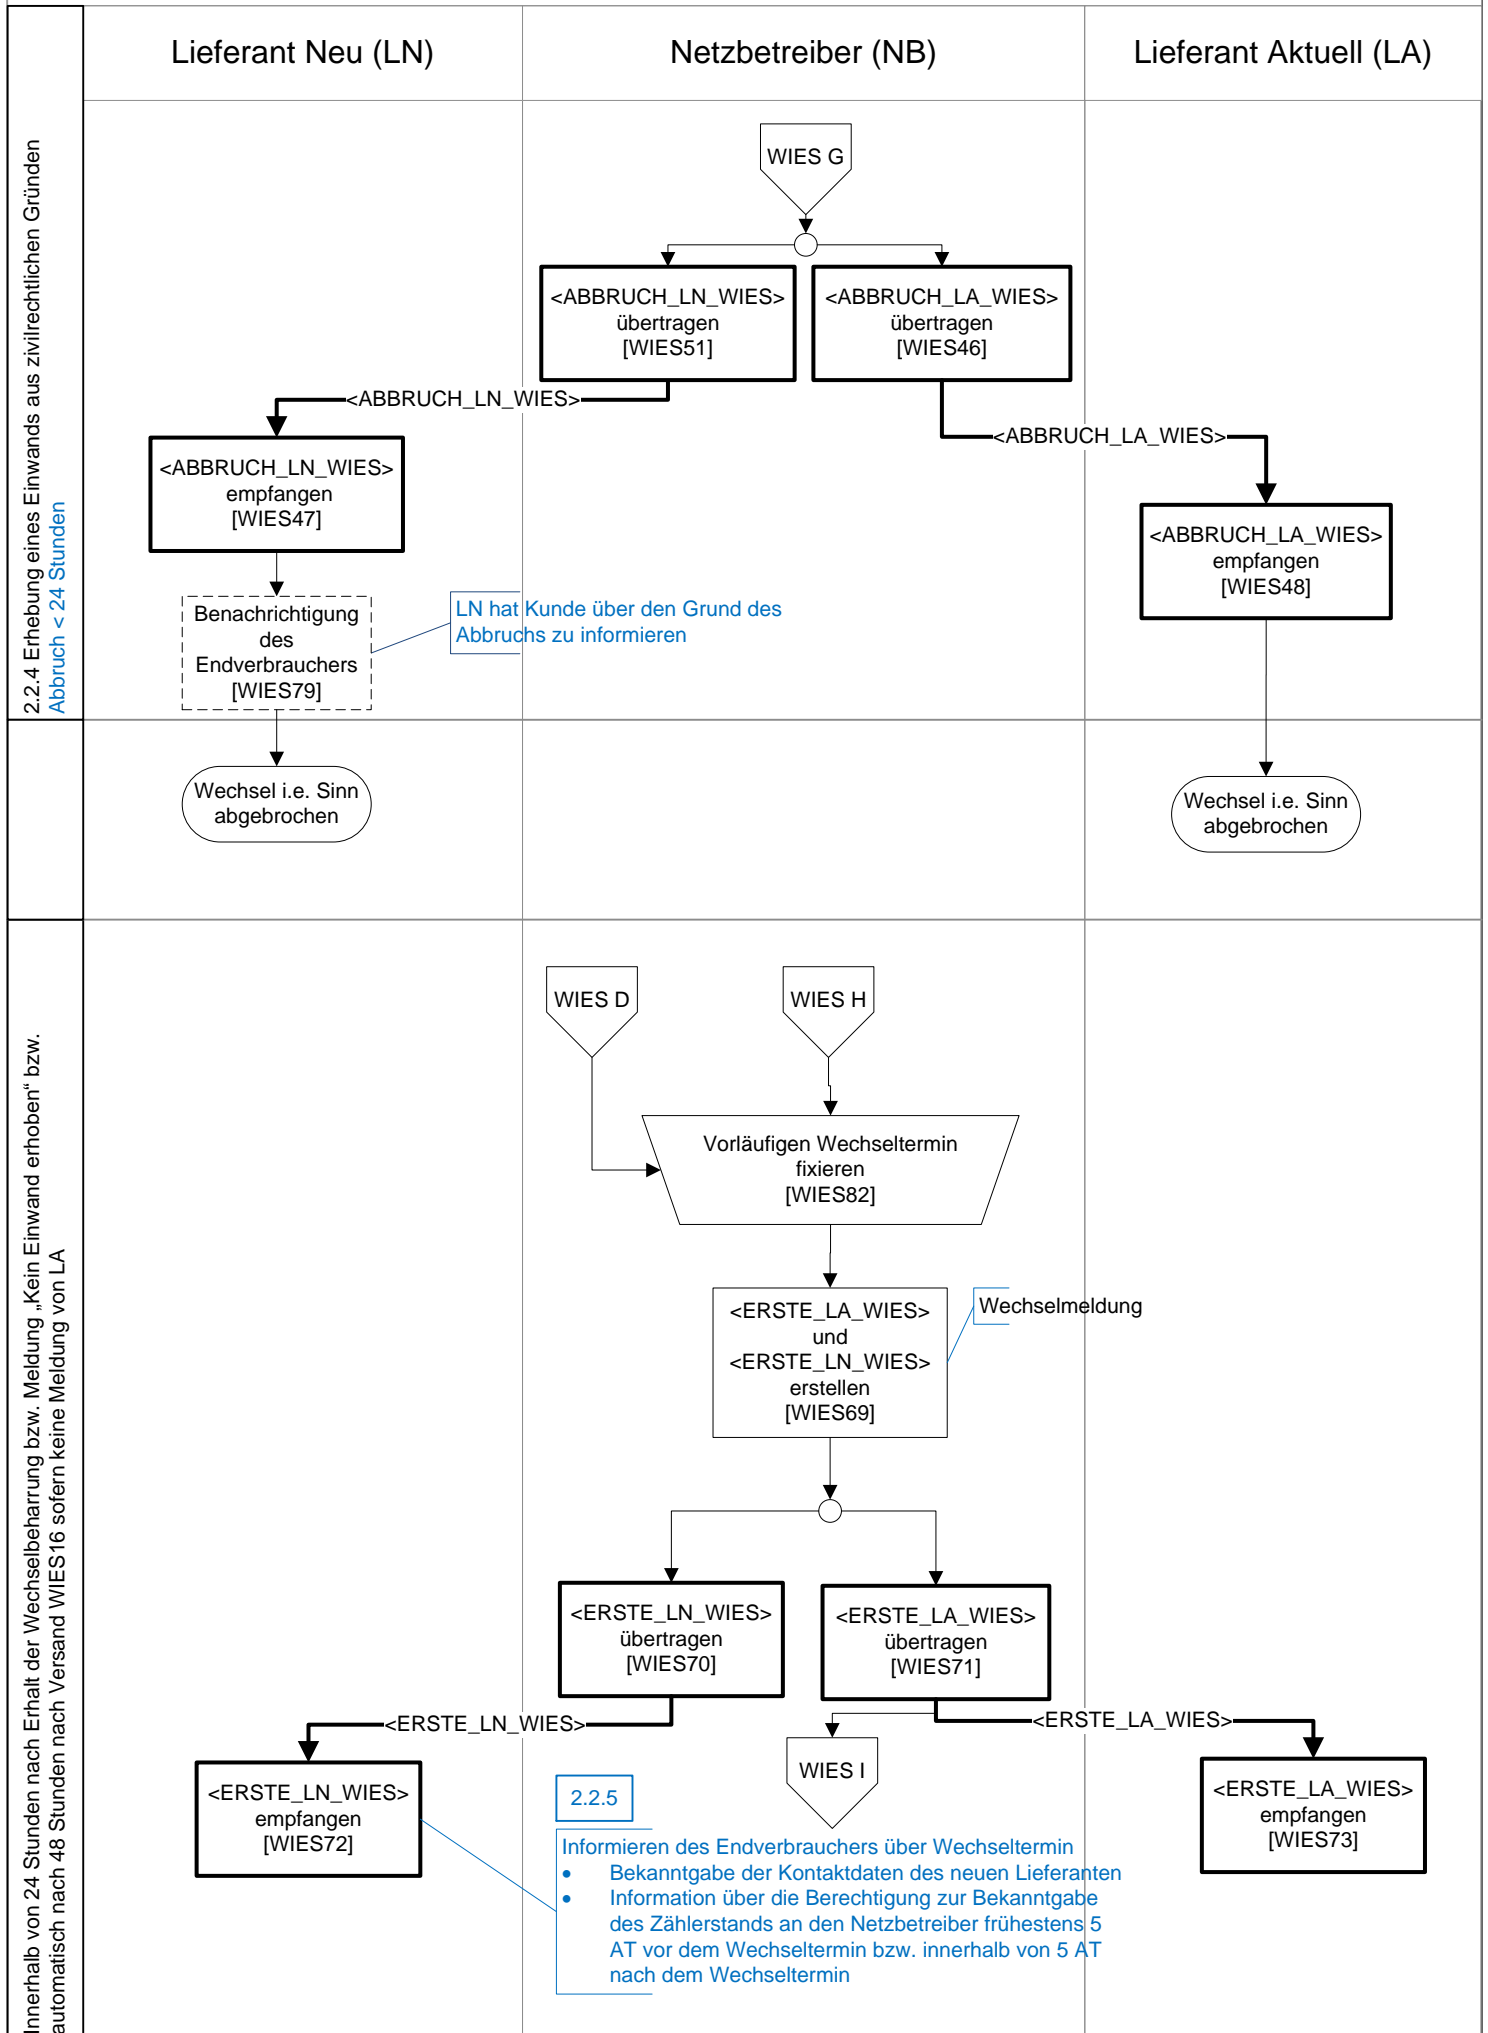 Lieferant Neu (LN)
Netzbetreiber (NB)
Lieferant Aktuell (LA)
2.2.4 Erhebung eines Einwands aus zivilrechtlichen Gründen
Abbruch < 24 Stunden
WIES G
<ABBRUCH_LN_WIES>
übertragen
[WIES51]
<ABBRUCH_LA_WIES>
übertragen
[WIES46]
<ABBRUCH_LN_WIES>
<ABBRUCH_LA_WIES>
<ABBRUCH_LN_WIES>
empfangen
[WIES47]
<ABBRUCH_LA_WIES>
empfangen
[WIES48]
Benachrichtigung
des
Endverbrauchers
[WIES79]
LN hat Kunde über den Grund des
Abbruchs zu informieren
Wechsel i.e. Sinn
abgebrochen
Wechsel i.e. Sinn
abgebrochen
Innerhalb von 24 Stunden nach Erhalt der Wechselbeharrung bzw. Meldung „Kein Einwand erhoben“ bzw.
automatisch nach 48 Stunden nach Versand WIES16 sofern keine Meldung von LA
WIES D
WIES H
Vorläufigen Wechseltermin
fixieren
[WIES82]
<ERSTE_LA_WIES>
und
<ERSTE_LN_WIES>
erstellen
[WIES69]
Wechselmeldung
<ERSTE_LN_WIES>
übertragen
[WIES70]
<ERSTE_LA_WIES>
übertragen
[WIES71]
<ERSTE_LN_WIES>
<ERSTE_LA_WIES>
WIES I
<ERSTE_LN_WIES>
empfangen
[WIES72]
<ERSTE_LA_WIES>
empfangen
[WIES73]
2.2.5
Informieren des Endverbrauchers über Wechseltermin
• Bekanntgabe der Kontaktdaten des neuen Lieferanten
• Information über die Berechtigung zur Bekanntgabe
des Zählerstands an den Netzbetreiber frühestens 5
AT vor dem Wechseltermin bzw. innerhalb von 5 AT
nach dem Wechseltermin